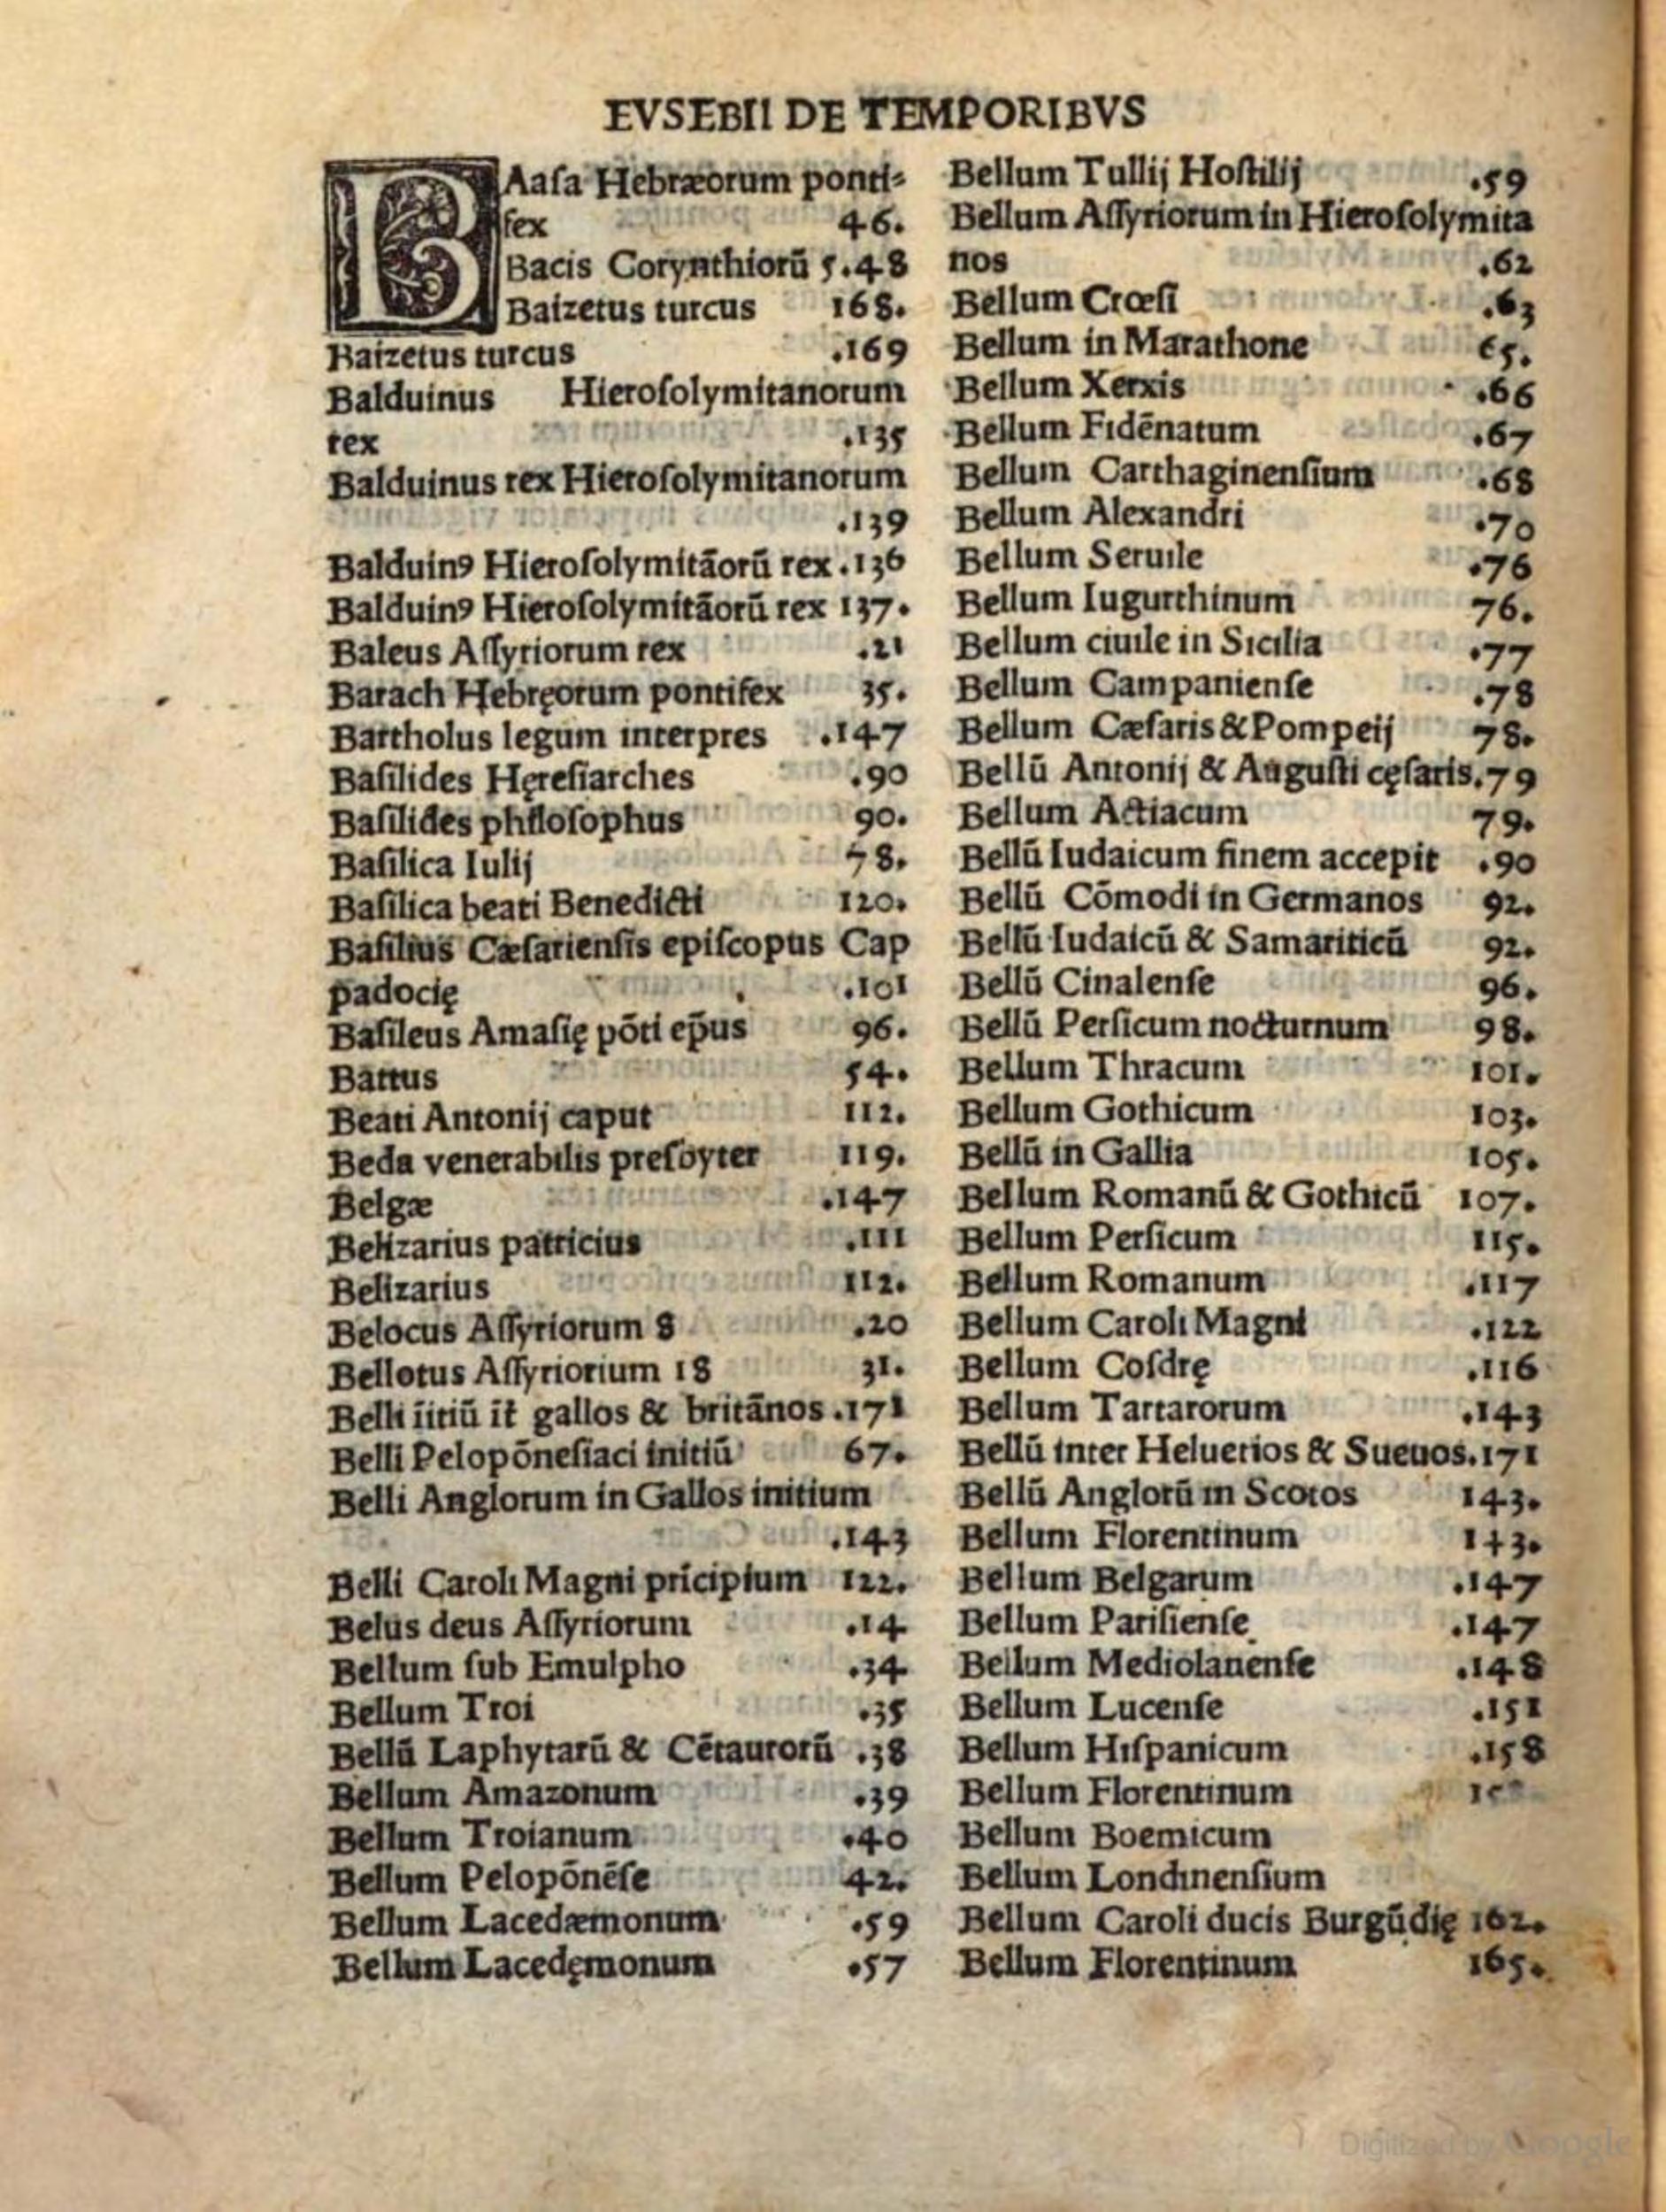 EVSEBII DE TEMPORIBVS
BAaſa Hebræorum ponti⸗
fex 46.
Bacis Corynthiorũ 5.48
Baizetus turcus 168.
Baizetus turcus .169
Balduinus Hieroſolymitanorum
rex .135
Balduinus rex Hieroſolymitanorum
.139
Balduinꝰ Hieroſolymitãorũ rex .136
Balduinꝰ Hieroſolymitãorũ rex 137.
Baleus Aſſyriorum rex .21
Barach Hebręorum pontifex 35.
Bartholus legum interpres .147
Baſilides Hęreſiarches .90
Baſilides philoſophus 90.
Baſilica Iulij 78.
Baſilica beati Benedicti 120.
Baſilius Cæſarienſis epiſcopus Cap
padocię .101
Baſileus Amaſię põti ep̃us 96.
Battus 54.
Beati Antonij caput 112.
Beda venerabilis preſbyter 119.
Belgæ .147
Belizarius patricius .111
Belizarius 112.
Belocus Aſſyriorum 8 .20
Bellotus Aſſyriorium 18 31.
Belli ĩitiũ ĩt gallos & britãnos .171
Belli Pelopõneſiaci initiũ 67.
Belli Anglorum in Gallos initium
.143
Belli Caroli Magni prĩcipium 122.
Belus deus Aſſyriorum .14
Bellum ſub Emulpho .34
Bellum Troi .35
Bellũ Laphytarũ & Cẽtaurorũ .38
Bellum Amazonum .39
Bellum Troianum .40
Bellum Pelopõnẽſe 42.
Bellum Lacedæmonum .59
Bellum Lacedęmonum .57
Bellum Tullij Hoſtilij .59
Bellum Aſſyriorum in Hieroſolymita
nos .62
Bellum Crœſi .63
Bellum in Marathone 65.
Bellum Xerxis .66
Bellum Fidẽnatum .67
Bellum Carthaginenſium .68
Bellum Alexandri .70
Bellum Seruile .76
Bellum Iugurthinum 76.
Bellum ciuile in Sicilia .77
Bellum Campanienſe .78
Bellum Cæſaris & Pompeij 78.
Bellũ Antonij & Auguſti cęſaris.79
Bellum Actiacum 79.
Bellũ Iudaicum finem accepit .90
Bellũ Cõmodi in Germanos 92.
Bellũ Iudaicũ & Samariticũ 92.
Bellũ Cinalenſe 96.
Bellũ Perſicum nocturnum 98.
Bellum Thracum 101.
Bellum Gothicum 103.
Bellũ in Gallia 105.
Bellum Romanũ & Gothicũ 107.
Bellum Perſicum 115.
Bellum Romanum .117
Bellum Caroli Magni .122
Bellum Coſdrę .116
Bellum Tartarorum .143
Bellũ inter Heluetios & Sueuos.171
Bellũ Anglorũ in Scotos 143.
Bellum Florentinum 143.
Bellum Belgarum .147
Bellum Pariſienſe .147
Bellum Mediolanenſe .148
Bellum Lucenſe .151
Bellum Hiſpanicum .158
Bellum Florentinum
Bellum Boemicum
Bellum Londinenſium
Bellum Caroli ducis Burgũdię 162.
Bellum Florentinum 165.
Digitized by Google